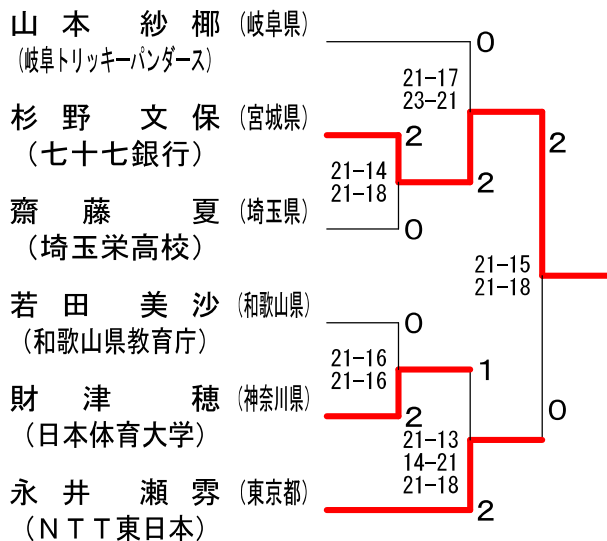 山本 紗椰 (岐阜県)
0
(岐阜トリッキーパンダース)
21-17
23-21
杉野 文保 (宮城県)
2
2
(七十七銀行)
21-14
21-18
2
齋藤 夏 (埼玉県)
0
(埼玉栄高校)
21-15
21-18
若田 美沙 (和歌山県)
0
(和歌山県教育庁)
21-16
21-16
1
財津 穂 (神奈川県)
2
0
(日本体育大学)
21-13
14-21
21-18
永井 瀬雰 (東京都)
2
(NTT東日本)